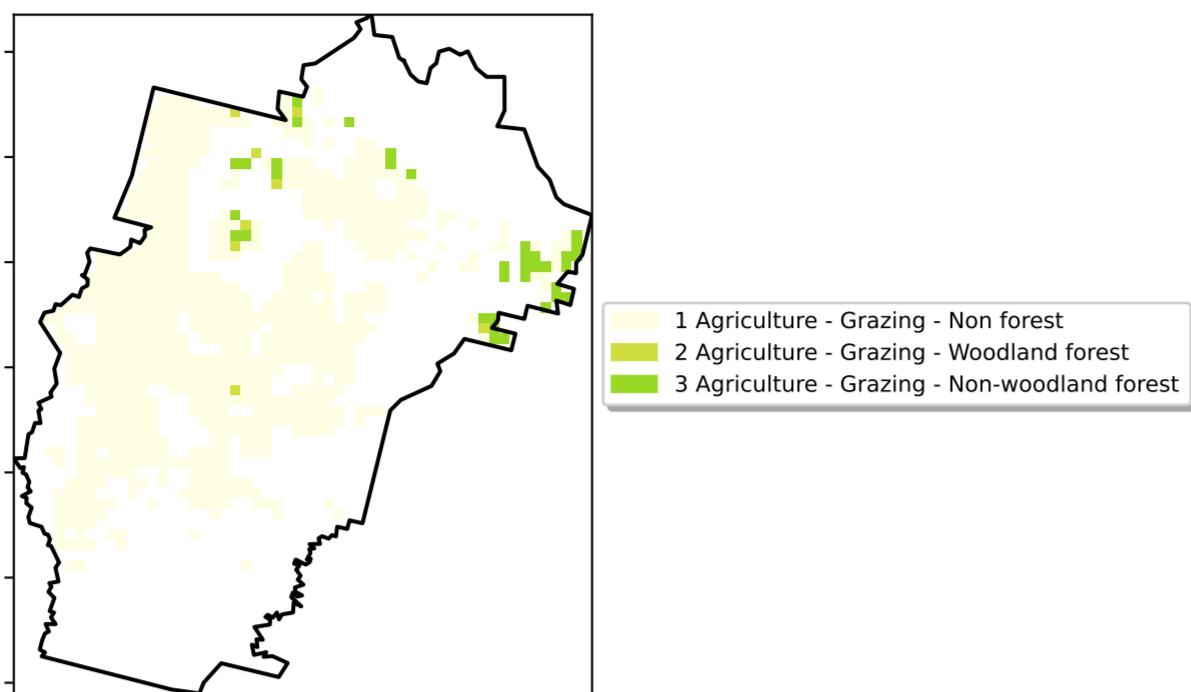 1 Agriculture - Grazing - Non forest
2 Agriculture - Grazing - Woodland forest
3 Agriculture - Grazing - Non-woodland forest